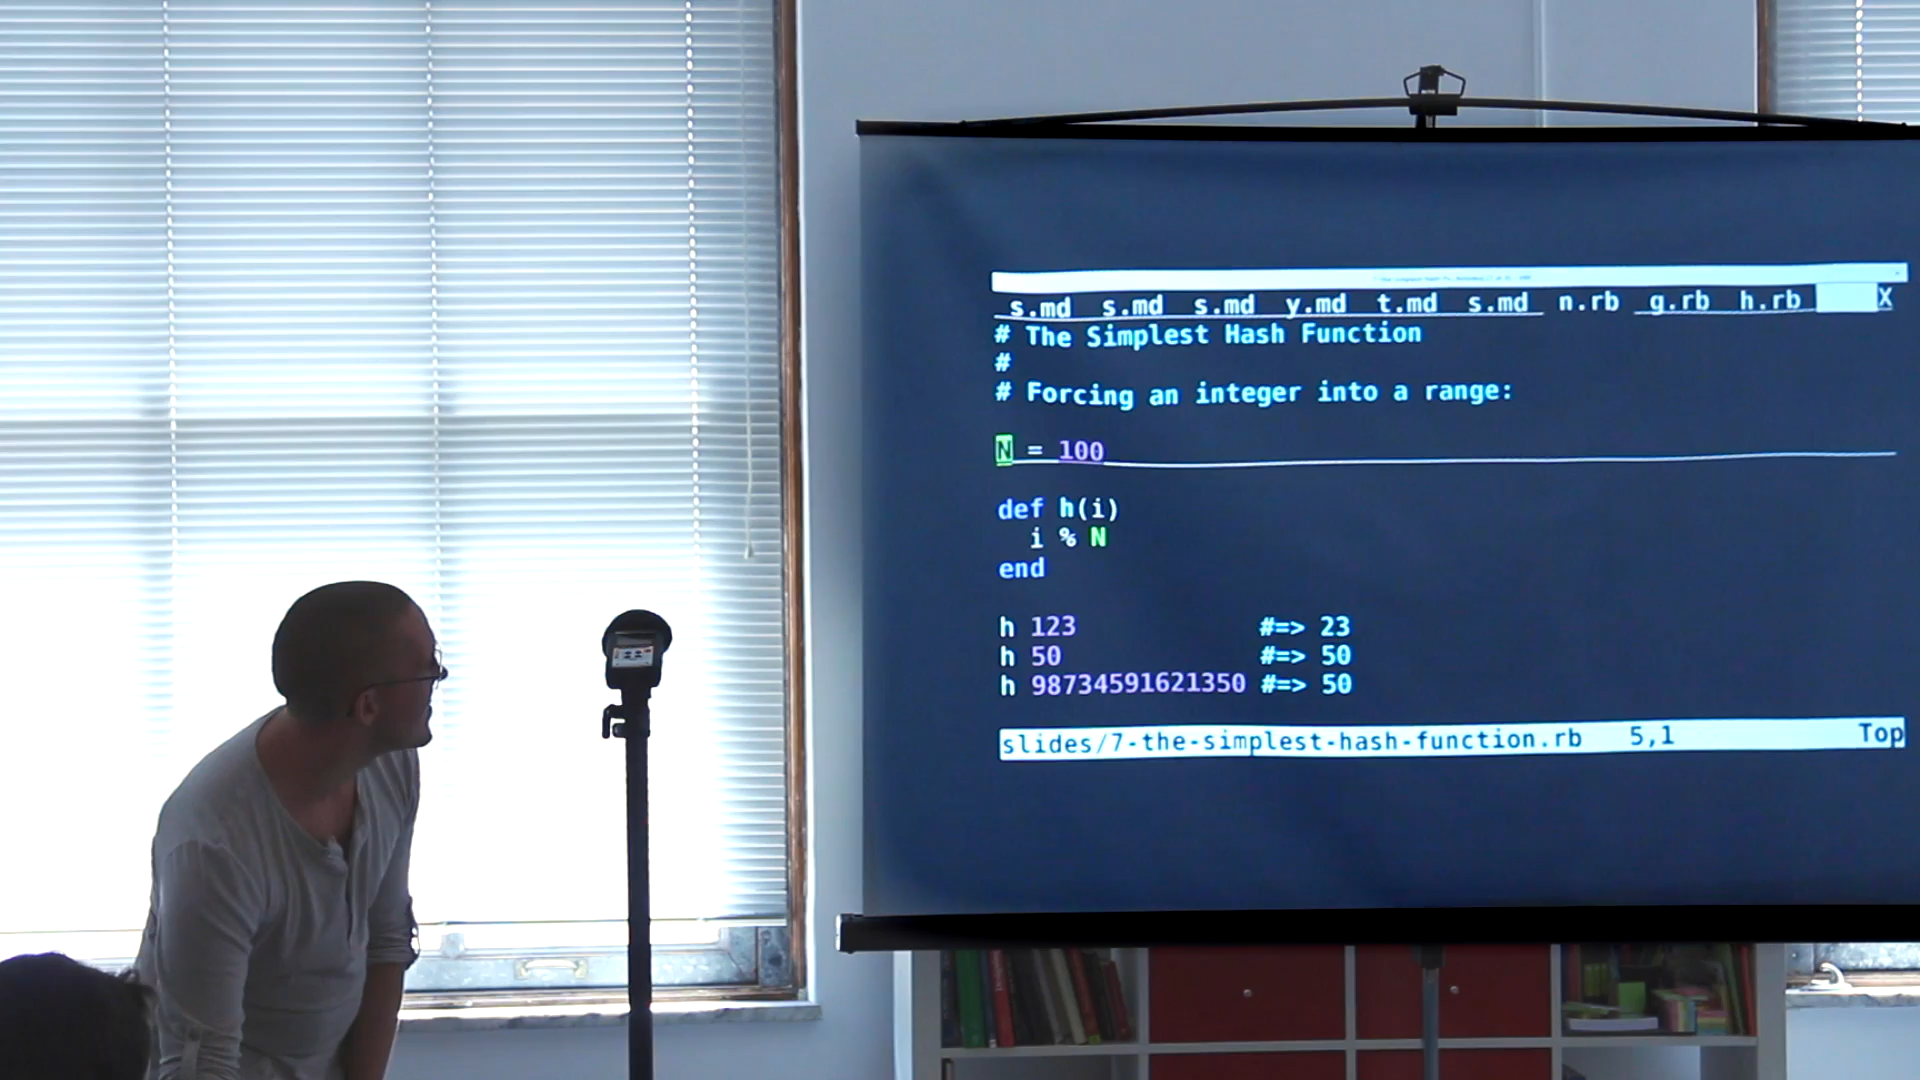 s.md s.md s.md y.md t.md s.md n.rb g.rb h.rb X
# The Simplest Hash Function
#
# Forcing an integer into a range:
N = 100
def h(i)
i % N
end
h 123 #=> 23
h 50 #=> 50
h 98734591621350 #=> 50
slides/7-the-simplest-hash-function.rb 5,1 Top